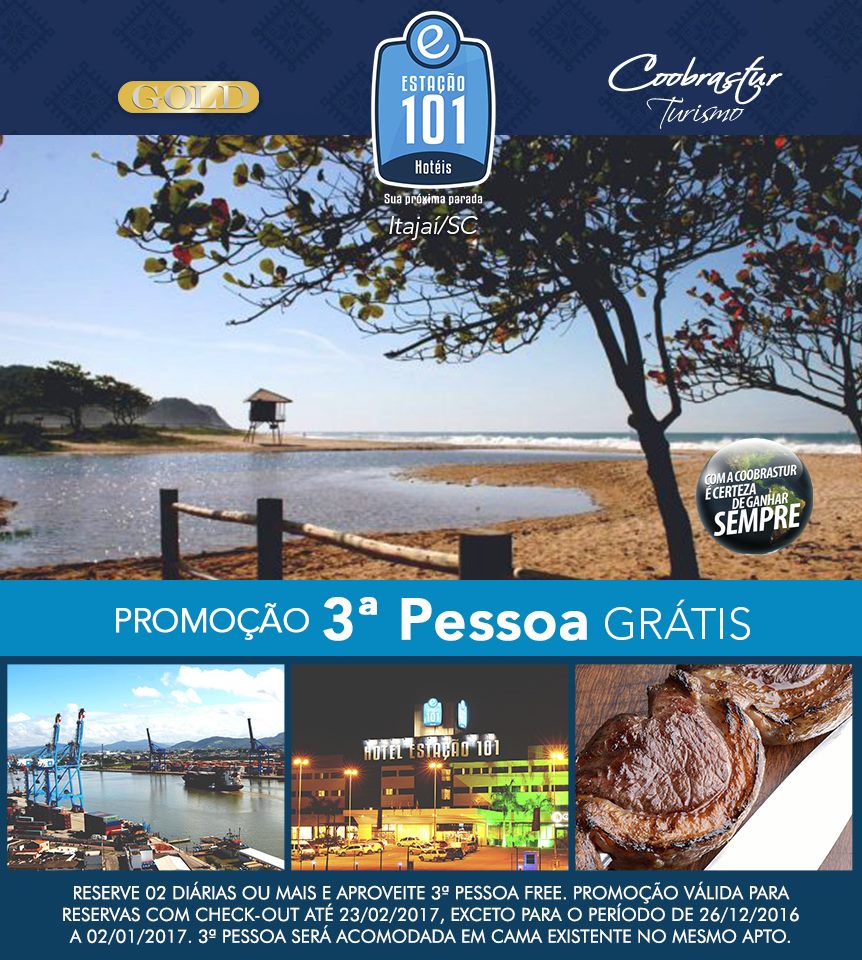 GOLD
e
ESTAÇÃO
101
Hotéis
Sua próxima parada
Itajaí/SC
Coobrastur
Turismo
COM A COOBRASTUR
É CERTEZA
DE GANHAR
SEMPRE
PROMOÇÃO 3ª Pessoa GRÁTIS
e
101
HOTEL ESTAÇÃO 101
RESERVE 02 DIÁRIAS OU MAIS E APROVEITE 3ª PESSOA FREE. PROMOÇÃO VÁLIDA PARA
RESERVAS COM CHECK-OUT ATÉ 23/02/2017, EXCETO PARA O PERÍODO DE 26/12/2016
A 02/01/2017. 3ª PESSOA SERÁ ACOMODADA EM CAMA EXISTENTE NO MESMO APTO.